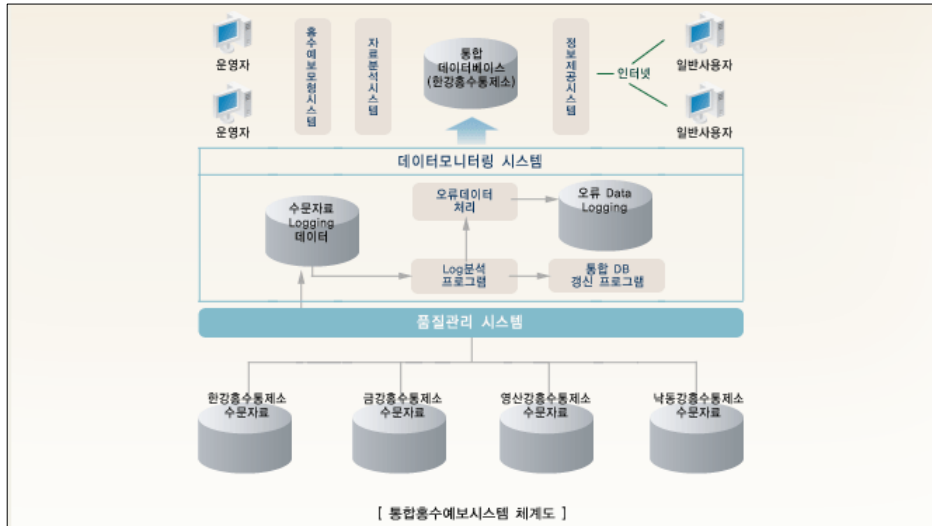 운영자
운영자
홍수예보모형시스템
자료분석시스템
통합
데이터베이스
(한강홍수통제소)
정보제공시스템
인터넷
일반사용자
일반사용자
데이터모니터링 시스템
수문자료
Logging
데이터
오류데이터
처리
오류 Data
Logging
Log분석
프로그램
통합 DB
갱신 프로그램
품질관리 시스템
한강홍수통제소
수문자료
금강홍수통제소
수문자료
영산강홍수통제소
수문자료
낙동강홍수통제소
수문자료
[ 통합홍수예보시스템 체계도 ]